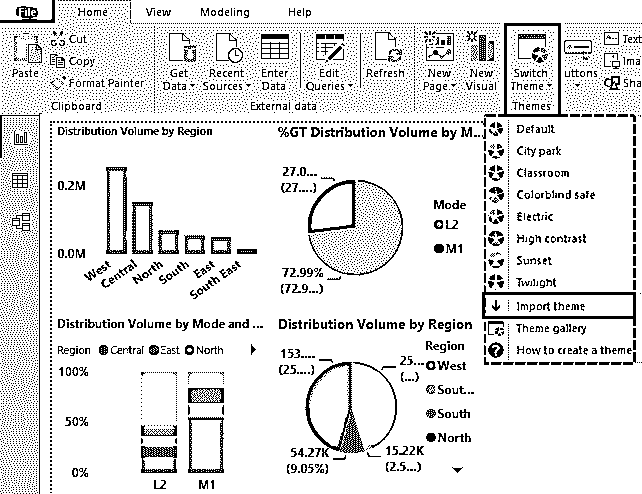 File Home View Modeling Help
Cut
Copy
Format Painter
Paste
Get Data
Recent Sources
Enter Data
Edit Queries
Refresh
New Page
New Visual
Switch Theme
uttons
Text
Ima
Sha
Clipboard External data Themes
Default
City park
Classroom
Colorblind safe
Electric
High contrast
Sunset
Twilight
Import theme
Theme gallery
How to create a theme
Distribution Volume by Region
0.2M
0.0M
West Central North South East South East
%GT Distribution Volume by M...
27.0...
(27....)
72.99%
(72.9...)
Mode
L2
M1
Distribution Volume by Mode and ...
Region Central East North
100%
50%
0%
L2 M1
Distribution Volume by Region
153....
(25....)
25...
(...)
54.27K
(9.05%)
15.22K
(2.5...)
Region
West
Sout...
South
North